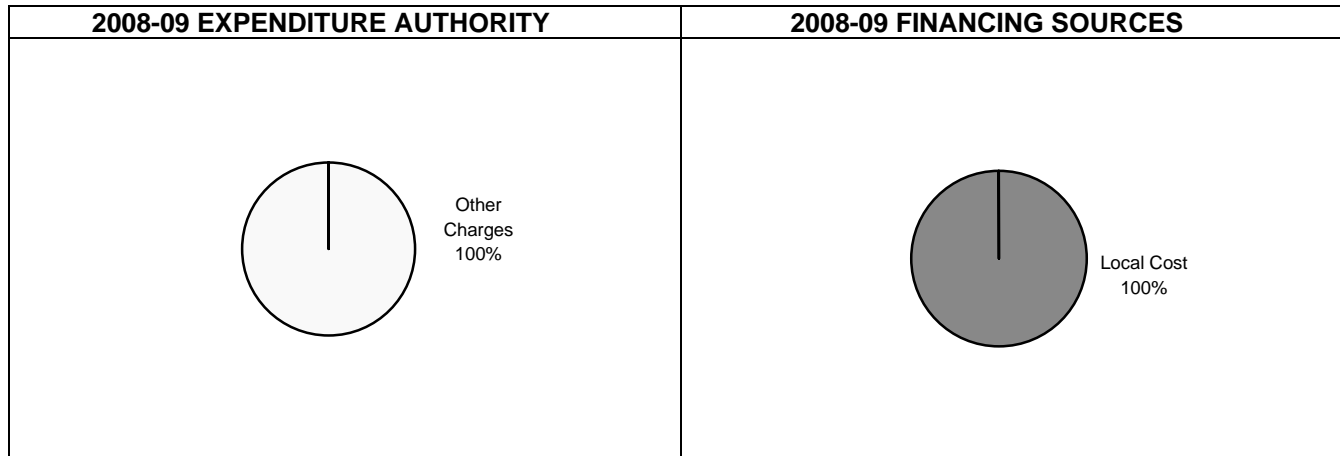 2008-09 EXPENDITURE AUTHORITY
Other
Charges
100%
2008-09 FINANCING SOURCES
Local Cost
100%